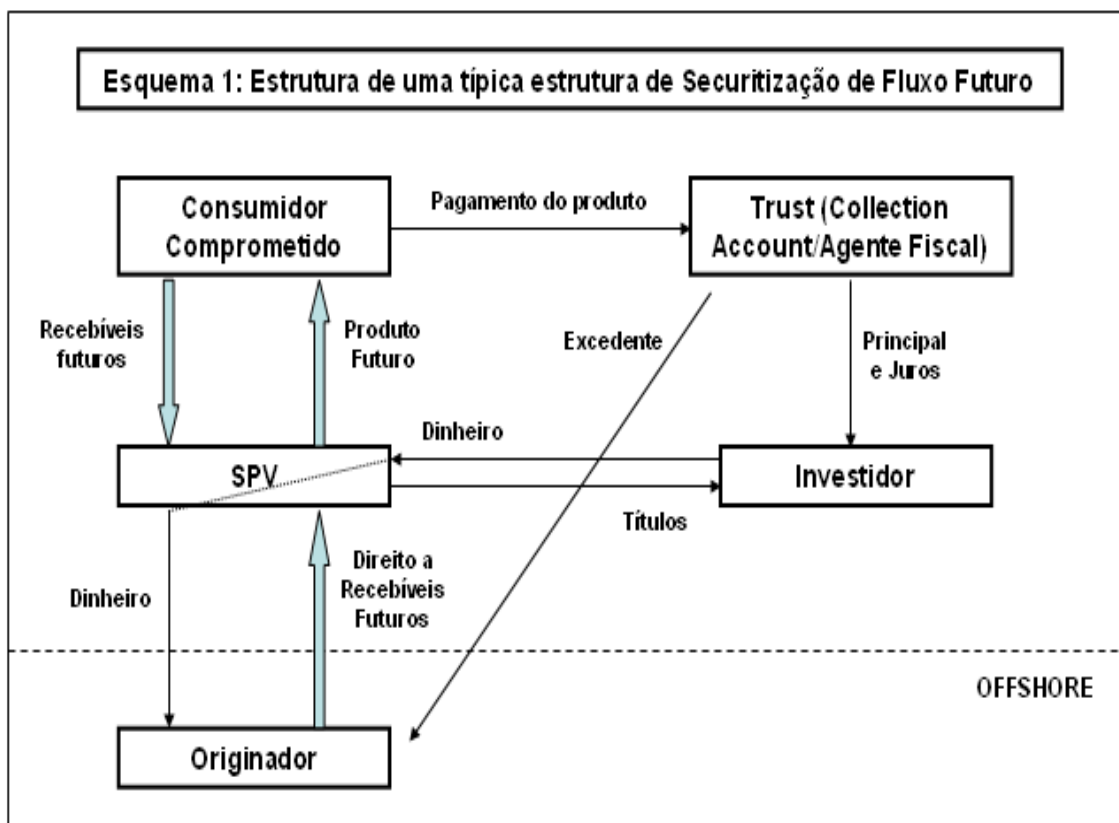 Esquema 1: Estrutura de uma típica estrutura de Securitização de Fluxo Futuro
Consumidor
Comprometido
Pagamento do produto
Trust (Collection
Account/Agente Fiscal)
Recebíveis
futuros
Produto
Futuro
Excedente
Principal
e Juros
Dinheiro
SPV
Investidor
Títulos
Dinheiro
Direito a
Recebíveis
Futuros
OFFSHORE
Originador